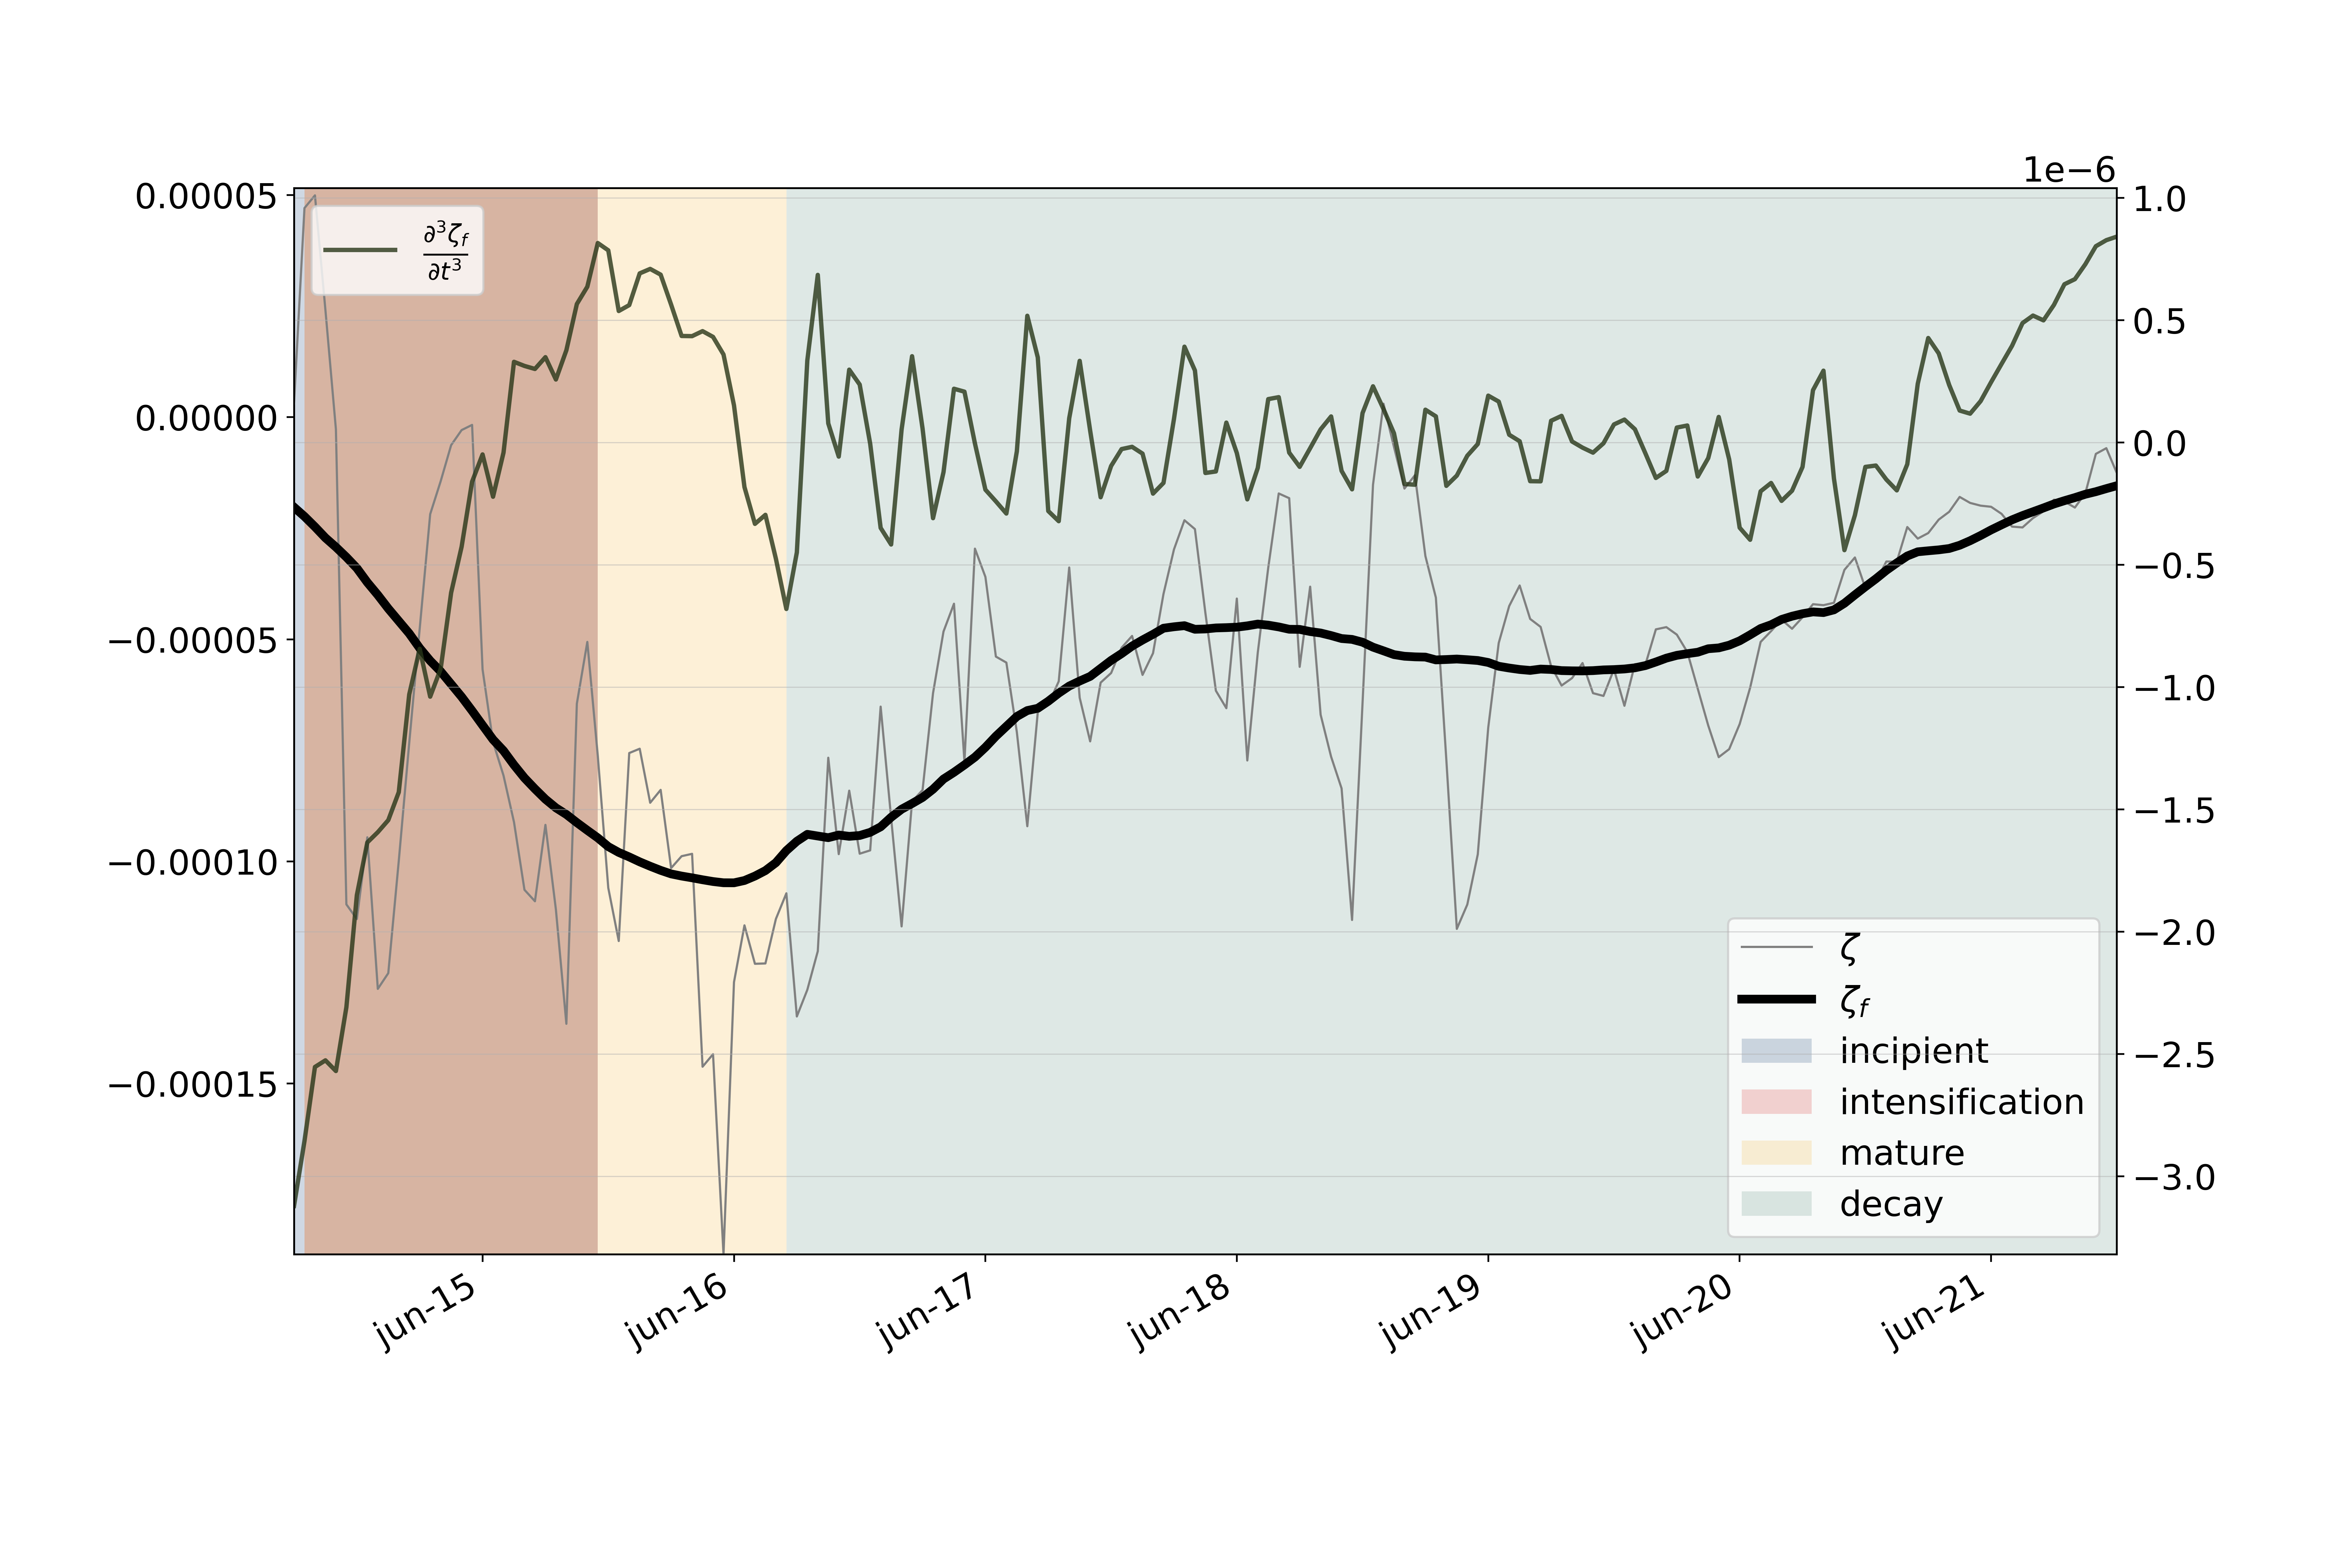 1e−6
0.00005
0.00000
−0.00005
−0.00010
−0.00015
∂³ζf
∂t³
1.0
0.5
0.0
−0.5
−1.0
−1.5
−2.0
−2.5
−3.0
ζ
ζf
incipient
intensification
mature
decay
jun-15
jun-16
jun-17
jun-18
jun-19
jun-20
jun-21